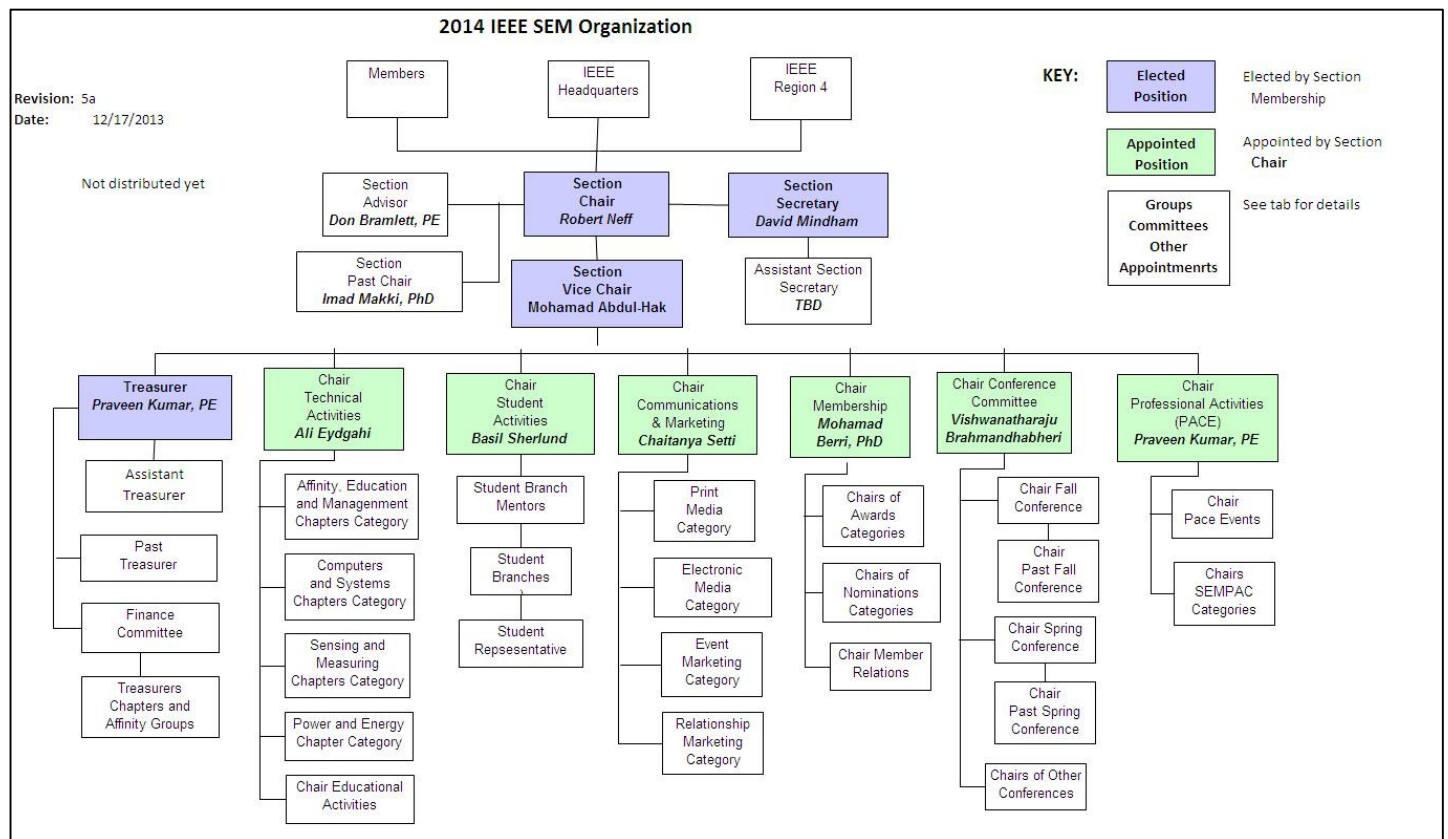 2014 IEEE SEM Organization
Revision: 5a
Date: 12/17/2013
Not distributed yet
Members
IEEE
Headquarters
IEEE
Region 4
KEY:
Elected
Position
Elected by Section
Membership
Appointed
Position
Appointed by Section
Chair
Groups
Committees
Other
Appointmenrts
See tab for details
Section
Advisor
Don Bramlett, PE
Section
Chair
Robert Neff
Section
Secretary
David Mindham
Section
Past Chair
Imad Makki, PhD
Section
Vice Chair
Mohamad Abdul-Hak
Assistant Section
Secretary
TBD
Treasurer
Praveen Kumar, PE
Assistant
Treasurer
Past
Treasurer
Finance
Committee
Treasurers
Chapters and
Affinity Groups
Chair
Technical
Activities
Ali Eydgahi
Affinity, Education
and Managnment
Chapters Category
Computers
and Systems
Chapters Category
Sensing and
Measuring
Chapters Category
Power and Energy
Chapter Category
Chair Educational
Activities
Chair
Student
Activities
Basil Sherlund
Student Branch
Mentors
Student
Branches
Student
Repsesentative
Chair
Communications
& Marketing
Chaitanya Setti
Print
Media
Category
Electronic
Media
Category
Event
Marketing
Category
Relationship
Marketing
Category
Chair
Membership
Mohamad
Berri, PhD
Chairs of
Awards
Categories
Chairs of
Nominations
Categories
Chair Member
Relations
Chair Conference
Committee
Vishwanatharaju
Brahmandhabheri
Chair Fall
Conference
Chair
Past Fall
Conference
Chair Spring
Conference
Chair
Past Spring
Conference
Chairs of Other
Conferences
Chair
Professional Activities
(PACE)
Praveen Kumar, PE
Chair
Pace Events
Chairs
SEMPAC
Categories